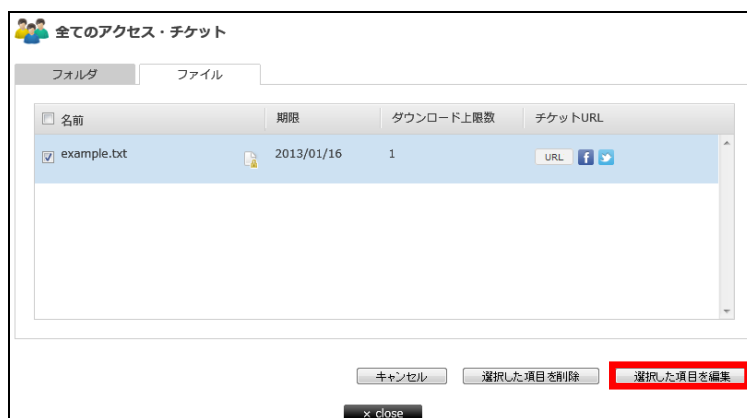 全てのアクセス・チケット
フォルダ ファイル
名前 期限 ダウンロード上限数 チケットURL
example.txt 2013/01/16 1 URL
キャンセル 選択した項目を削除 選択した項目を編集
× close